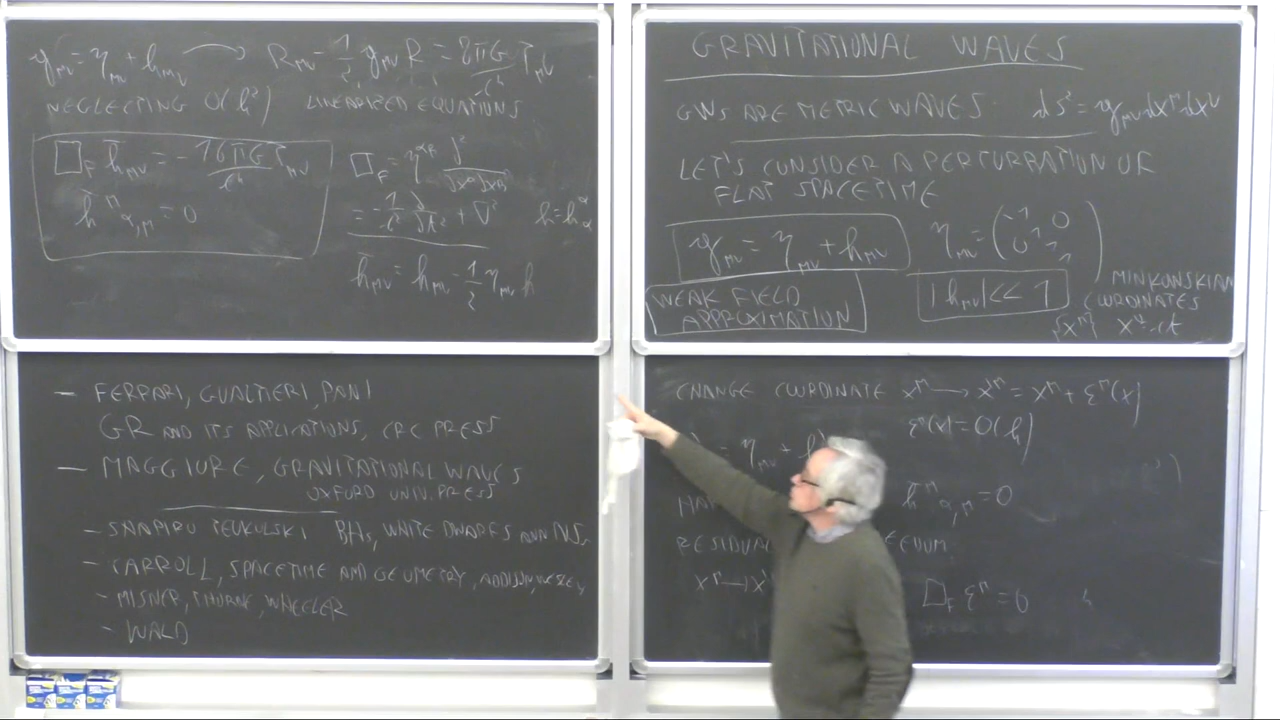 g_μν = η_μν + h_μν → R_μν - 1/2 g_μν R = 8πG/c⁴ T_μν
NEGLECTING O(h²) LINEARIZED EQUATIONS
□_F h̄_μν = - 16πG/c⁴ T_μν
h̄^μ_α,μ = 0
□_F = η^αβ ∂²/∂x^α∂x^β
= - 1/c² ∂/∂t² + ∇² h = h^α_α
h̄_μν = h_μν - 1/2 η_μν h
GRAVITATIONAL WAVES
GWs ARE METRIC WAVES ds² = g_μν dx^μ dx^ν
LET'S CONSIDER A PERTURBATION OF
FLAT SPACETIME
g_μν = η_μν + h_μν η_μν = (-1 0 0 1 1 1)
WEAK FIELD
APPROXIMATION
|h_μν| << 1
MINKOWSKIAN
COORDINATES
{x^μ} x⁰ = ct
- FERRARI, GUALTIERI, PANI
GR AND ITS APPLICATIONS, CRC PRESS
- MAGGIORE, GRAVITATIONAL WAVES
OXFORD UNIV. PRESS
- SHAPIRO TEUKOLSKI BHs, WHITE DWARFS AND NS.
- CARROLL, SPACETIME AND GEOMETRY, ADDISON WESLEY
- MISNER, THORNE, WHEELER
- WALD
CHANGE COORDINATE x^μ → x'^μ = x^μ + ε^μ(x)
ε^μ(x) = O(h)
= η_μν + h'
h̄^μ_α,μ = 0
RESIDUAL
x^μ → x'
□_F ε^μ = 0